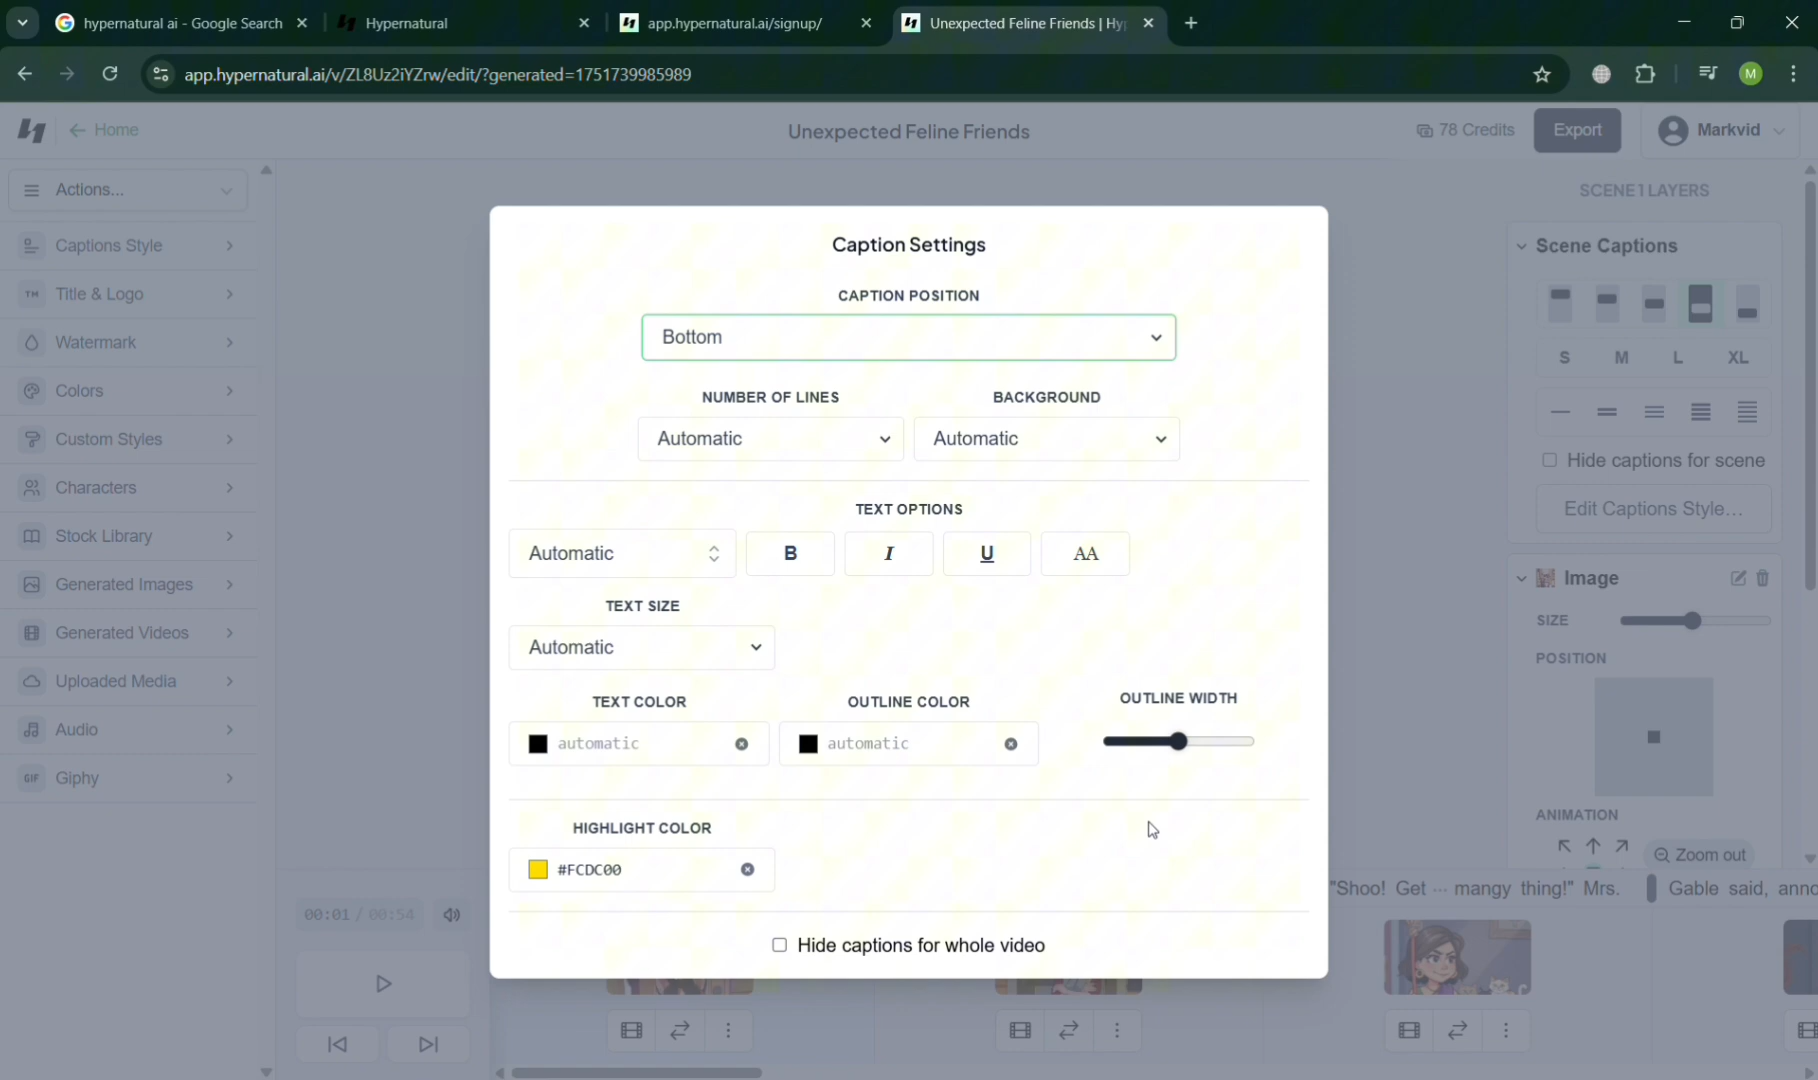 hypernatural ai - Google Search
Hypernatural
app.hypernatural.ai/signup/
Unexpected Feline Friends | Hy
app.hypernatural.ai/v/ZL8Uz2iYZrw/edit/?generated=1751739985989
M
Home
Unexpected Feline Friends
78 Credits
Export
Markvid
Actions...
Captions Style
TM Title & Logo
Watermark
Colors
Custom Styles
Characters
Stock Library
Generated Images
Generated Videos
Uploaded Media
Audio
GIF Giphy
Caption Settings
CAPTION POSITION
Bottom
NUMBER OF LINES
BACKGROUND
Automatic
Automatic
TEXT OPTIONS
Automatic
B
I
U
AA
TEXT SIZE
Automatic
TEXT COLOR
OUTLINE COLOR
OUTLINE WIDTH
automatic
automatic
HIGHLIGHT COLOR
#FCDC00
Hide captions for whole video
SCENE 1 LAYERS
Scene Captions
S M L XL
Hide captions for scene
Edit Captions Style...
Image
SIZE
POSITION
ANIMATION
Zoom out
00:01 / 00:54
"Shoo! Get ··· mangy thing!" Mrs.
Gable said, anno